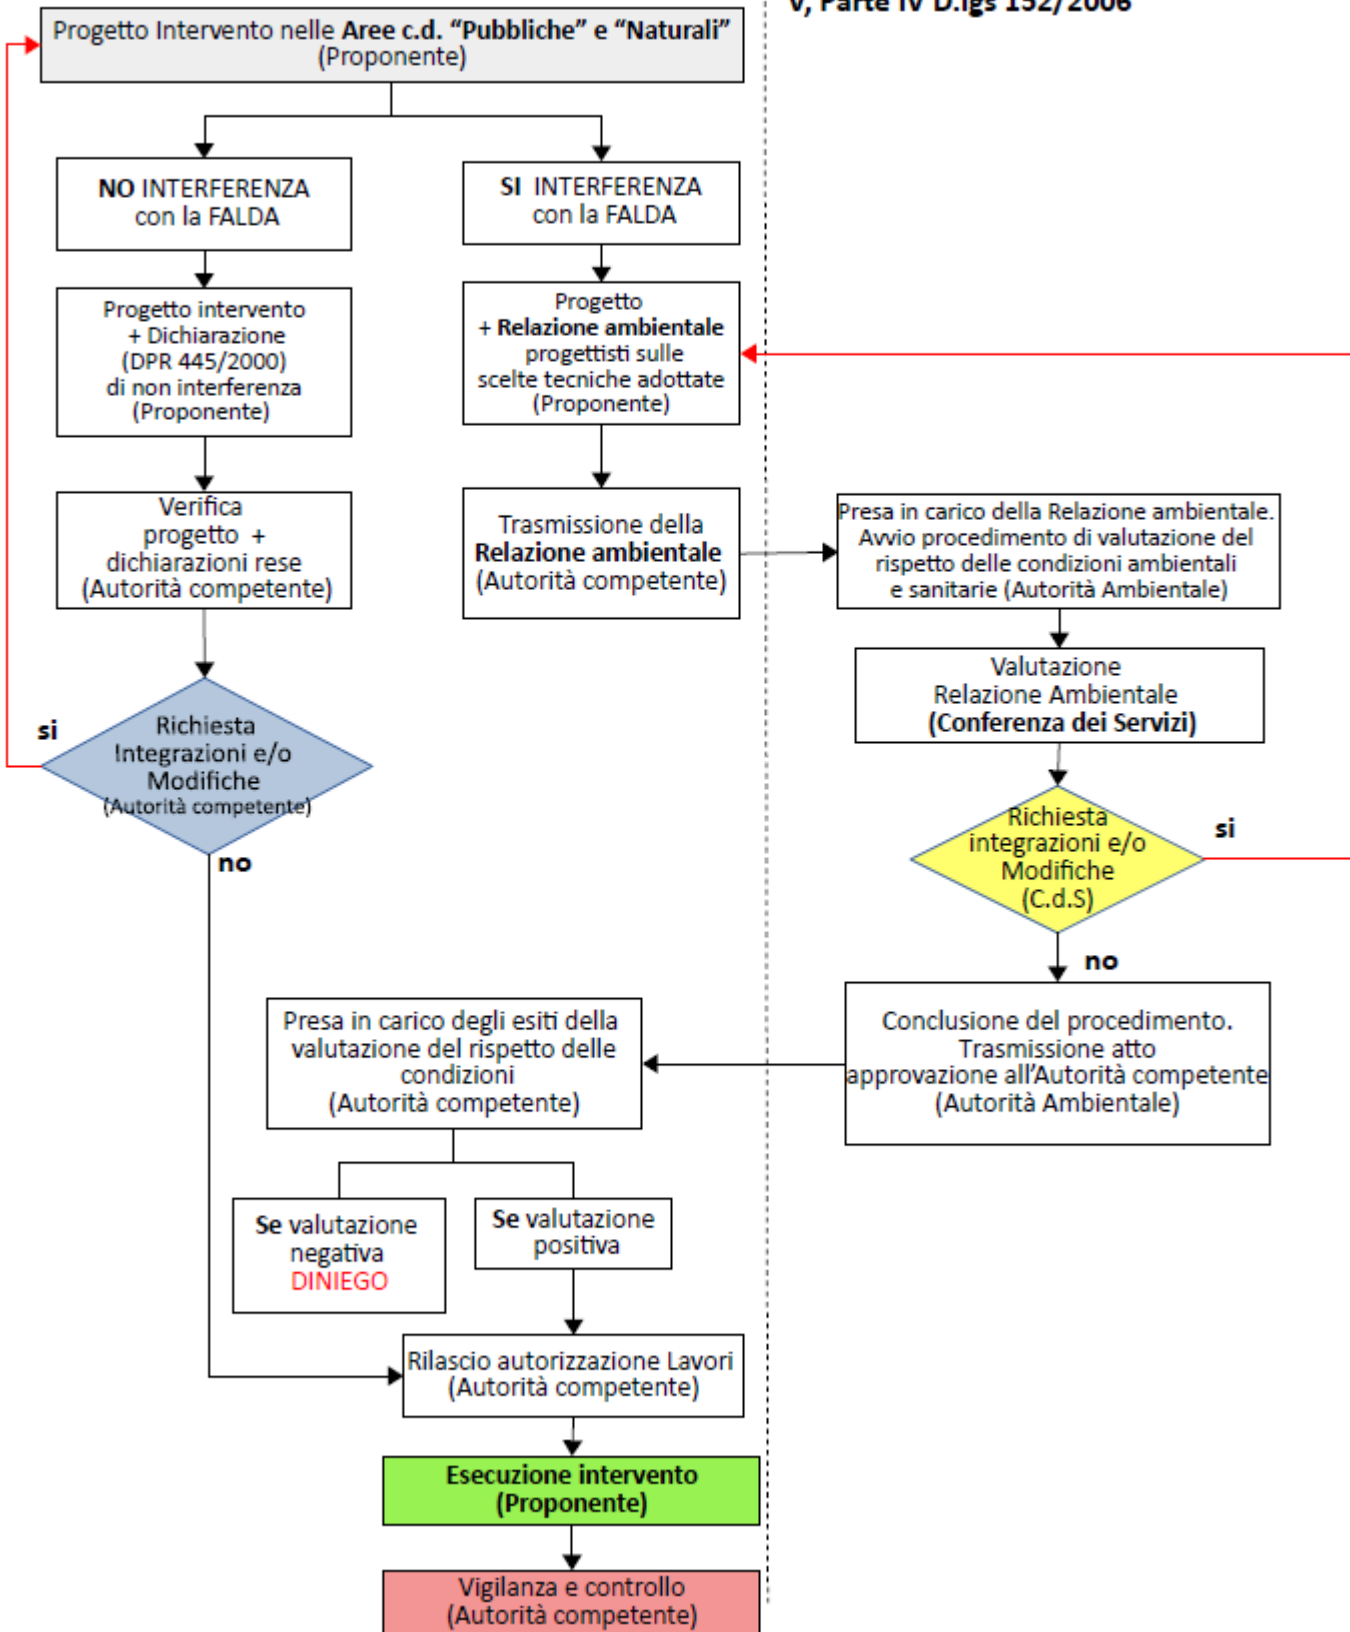 V, Parte IV D.lgs 152/2006
Progetto Intervento nelle Aree c.d. “Pubbliche” e “Naturali”
(Proponente)
NO INTERFERENZA
con la FALDA
SI INTERFERENZA
con la FALDA
Progetto intervento
+ Dichiarazione
(DPR 445/2000)
di non interferenza
(Proponente)
Progetto
+ Relazione ambientale
progettisti sulle
scelte tecniche adottate
(Proponente)
Verifica
progetto +
dichiarazioni rese
(Autorità competente)
Trasmissione della
Relazione ambientale
(Autorità competente)
Presa in carico della Relazione ambientale.
Avvio procedimento di valutazione del
rispetto delle condizioni ambientali
e sanitarie (Autorità Ambientale)
Valutazione
Relazione Ambientale
(Conferenza dei Servizi)
si
Richiesta
Integrazioni e/o
Modifiche
(Autorità competente)
no
Richiesta
integrazioni e/o
Modifiche
(C.d.S)
si
no
Presa in carico degli esiti della
valutazione del rispetto delle
condizioni
(Autorità competente)
Conclusione del procedimento.
Trasmissione atto
approvazione all’Autorità competente
(Autorità Ambientale)
Se valutazione
negativa
DINIEGO
Se valutazione
positiva
Rilascio autorizzazione Lavori
(Autorità competente)
Esecuzione intervento
(Proponente)
Vigilanza e controllo
(Autorità competente)